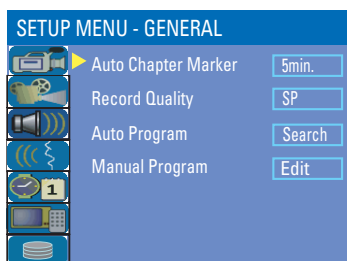 SETUP MENU - GENERAL
Auto Chapter Marker 5min.
Record Quality SP
Auto Program Search
Manual Program Edit
1